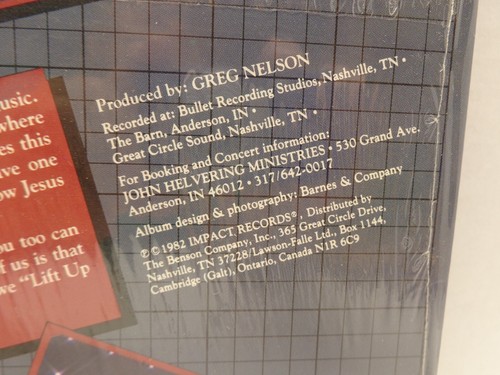 usic.
where
es this
ive one
ow Jesus
ou too can
f us is that
we "Lift Up
Produced by: GREG NELSON
Recorded at: Bullet Recording Studios, Nashville, TN •
The Barn, Anderson, IN •
Great Circle Sound, Nashville, TN •
For Booking and Concert information:
JOHN HELVERING MINISTRIES • 530 Grand Ave.
Anderson, IN 46012 • 317/642-0017
Album design & photography: Barnes & Company
℗©1982 IMPACT RECORDS®, Distributed by
The Benson Company, Inc., 365 Great Circle Drive,
Nashville, TN 37228/Lawson-Falle Ltd., Box 1144,
Cambridge (Galt), Ontario, Canada N1R 6C9